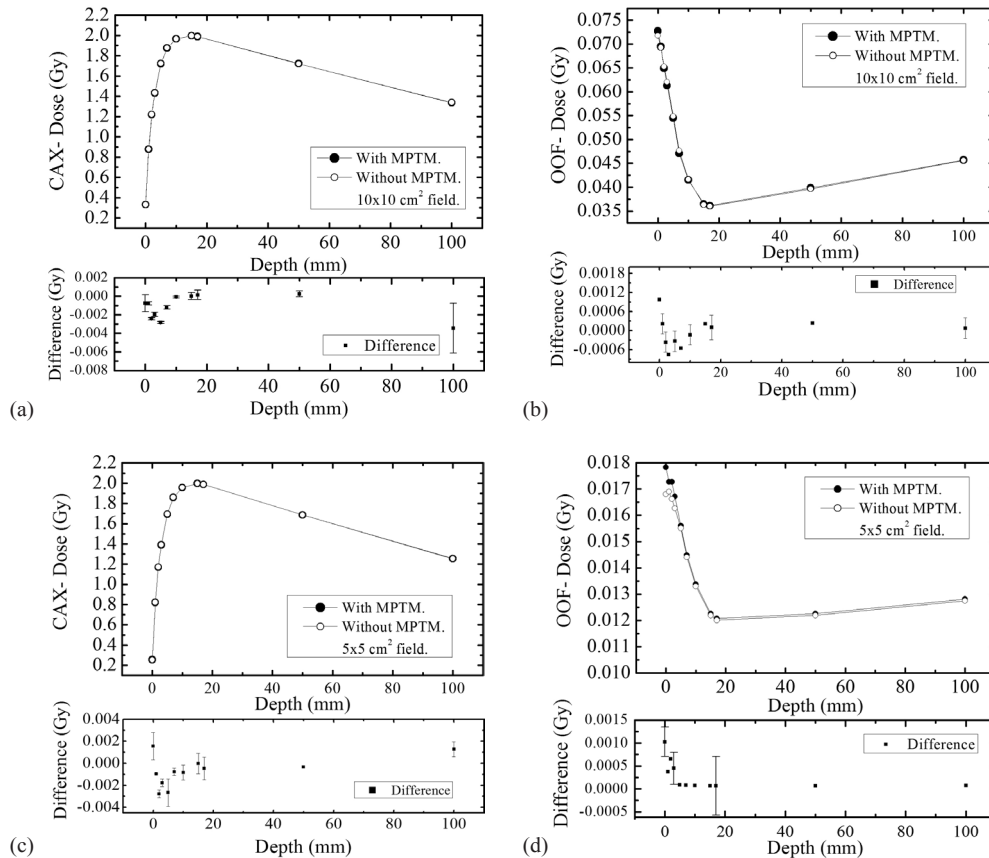 2.2
2.0
1.8
1.6
1.4
1.2
1.0
0.8
0.6
0.4
0.2
CAX- Dose (Gy)
With MPTM.
Without MPTM.
10x10 cm² field.
0 20 40 60 80 100
Depth (mm)
0.002
0.000
-0.002
-0.004
-0.006
-0.008
Difference (Gy)
Difference
0 20 40 60 80 100
Depth (mm)
(a)
0.075
0.070
0.065
0.060
0.055
0.050
0.045
0.040
0.035
OOF- Dose (Gy)
With MPTM.
Without MPTM.
10x10 cm² field.
0 20 40 60 80 100
Depth (mm)
0.0018
0.0012
0.0006
0.0000
-0.0006
Difference (Gy)
Difference
0 20 40 60 80 100
Depth (mm)
(b)
2.2
2.0
1.8
1.6
1.4
1.2
1.0
0.8
0.6
0.4
0.2
CAX- Dose (Gy)
With MPTM.
Without MPTM.
5x5 cm² field.
0 20 40 60 80 100
Depth (mm)
0.004
0.002
0.000
-0.002
-0.004
Difference (Gy)
Difference
0 20 40 60 80 100
Depth (mm)
(c)
0.018
0.017
0.016
0.015
0.014
0.013
0.012
0.011
0.010
OOF- Dose (Gy)
With MPTM.
Without MPTM.
5x5 cm² field.
0 20 40 60 80 100
Depth (mm)
0.0015
0.0010
0.0005
0.0000
-0.0005
Difference (Gy)
Difference
0 20 40 60 80 100
Depth (mm)
(d)